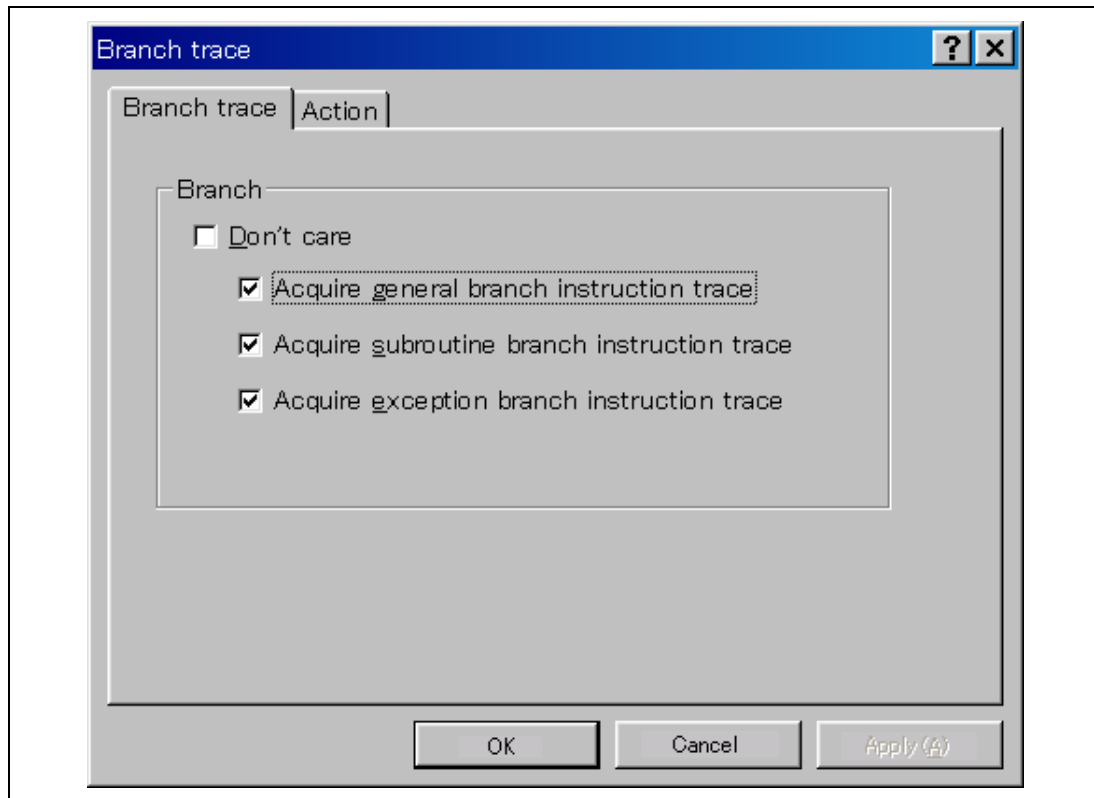 Branch trace
Branch trace Action
Branch
Don't care
Acquire general branch instruction trace
Acquire subroutine branch instruction trace
Acquire exception branch instruction trace
OK Cancel Apply (A)